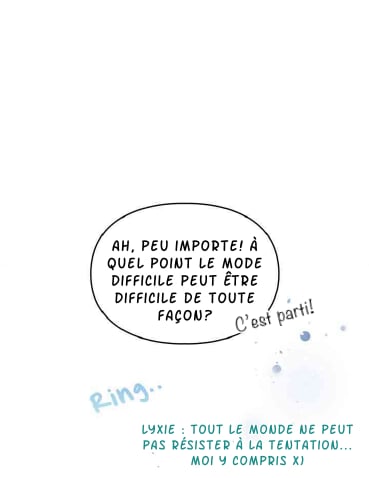 AH, PEU IMPORTE! À
QUEL POINT LE MODE
DIFFICILE PEUT ÊTRE
DIFFICILE DE TOUTE
FAÇON?
C'est parti!
Ring..
LYXIE : TOUT LE MONDE NE PEUT
PAS RÉSISTER À LA TENTATION...
MOI Y COMPRIS X)